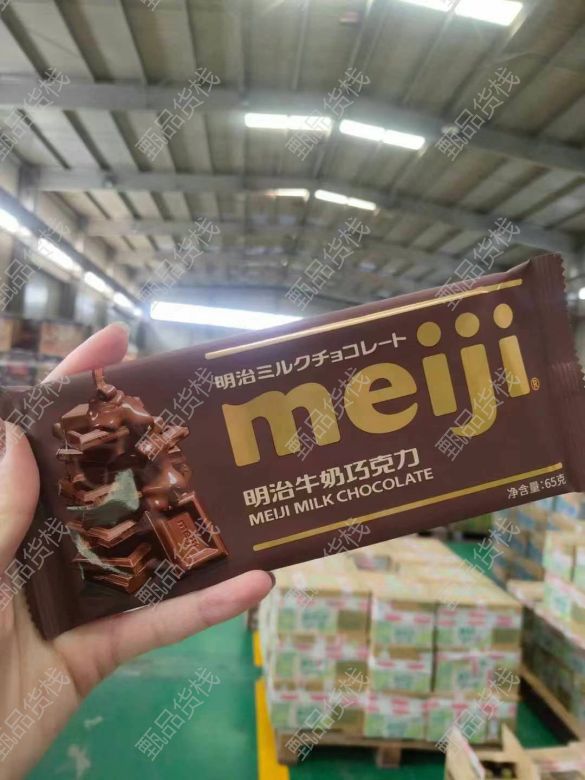 明治ミルクチョコレート
meiji®
明治牛奶巧克力
MEIJI MILK CHOCOLATE
净含量:65克
甄品货栈